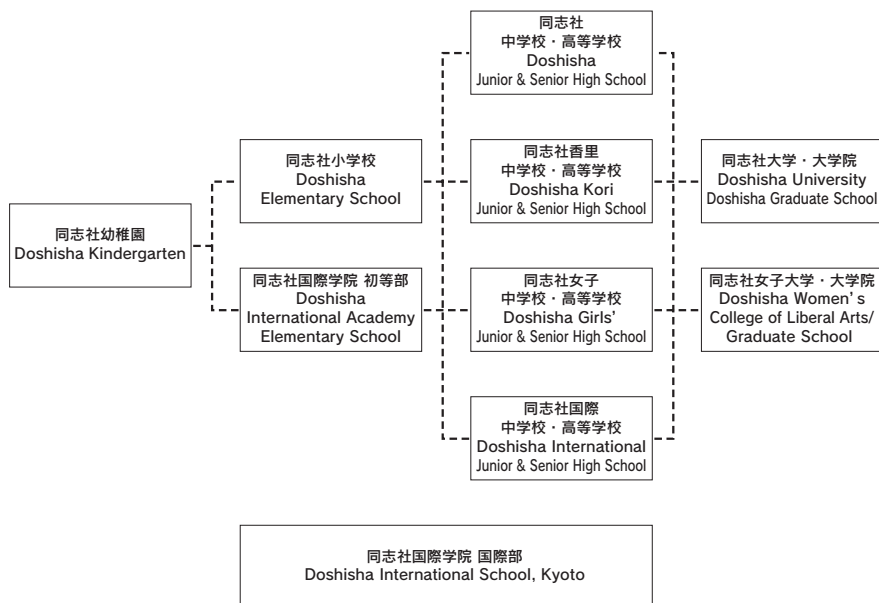 同志社幼稚園
Doshisha Kindergarten
同志社小学校
Doshisha
Elementary School
同志社国際学院 初等部
Doshisha
International Academy
Elementary School
同志社
中学校・高等学校
Doshisha
Junior & Senior High School
同志社香里
中学校・高等学校
Doshisha Kori
Junior & Senior High School
同志社女子
中学校・高等学校
Doshisha Girls’
Junior & Senior High School
同志社国際
中学校・高等学校
Doshisha International
Junior & Senior High School
同志社大学・大学院
Doshisha University
Doshisha Graduate School
同志社女子大学・大学院
Doshisha Women’s
College of Liberal Arts/
Graduate School
同志社国際学院 国際部
Doshisha International School, Kyoto